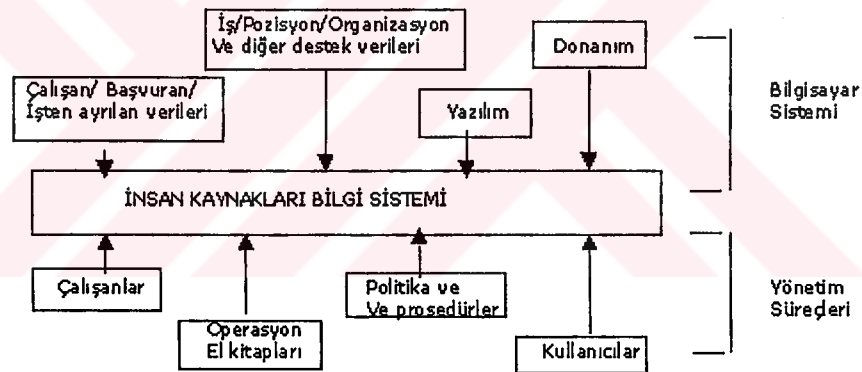 İş/Pozisyon/Organizasyon
Ve diğer destek verileri
Donanım
Çalışan/ Başvuran/
İşten ayrılan verileri
Yazılım
Bilgisayar
Sistemi
İNSAN KAYNAKLARI BİLGİ SİSTEMİ
Çalışanlar
Operasyon
El kitapları
Politika ve
Ve prosedürler
Kullanıcılar
Yönetim
Süreçleri